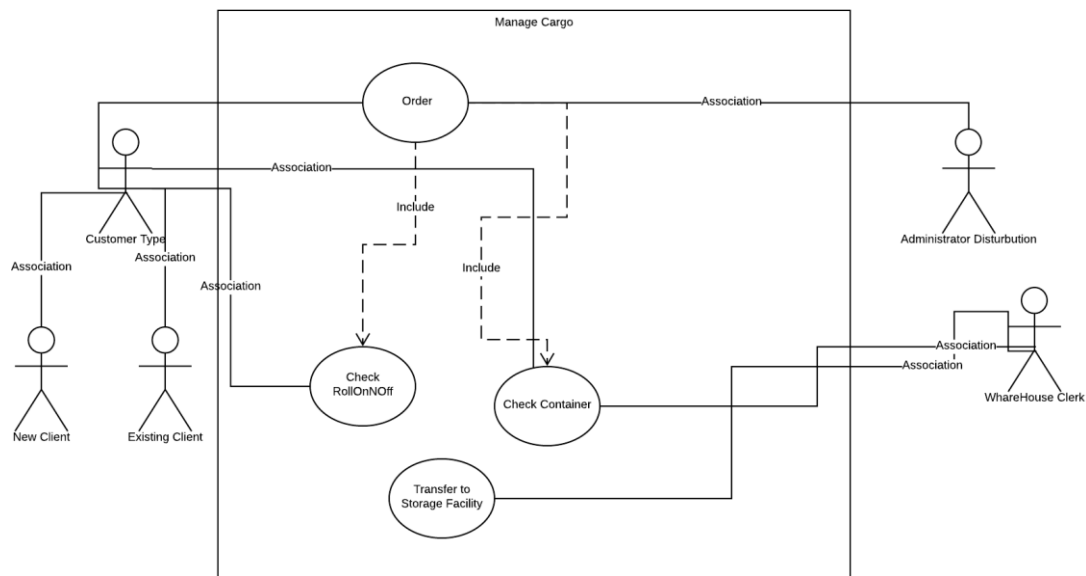 Manage Cargo
Order
Association
Association
Include
Customer Type
Administrator Disturbution
Association
Association
Include
Association
WhareHouse Clerk
Association
Association
Check
RollOnNOff
Check Container
New Client
Existing Client
Transfer to
Storage Facility